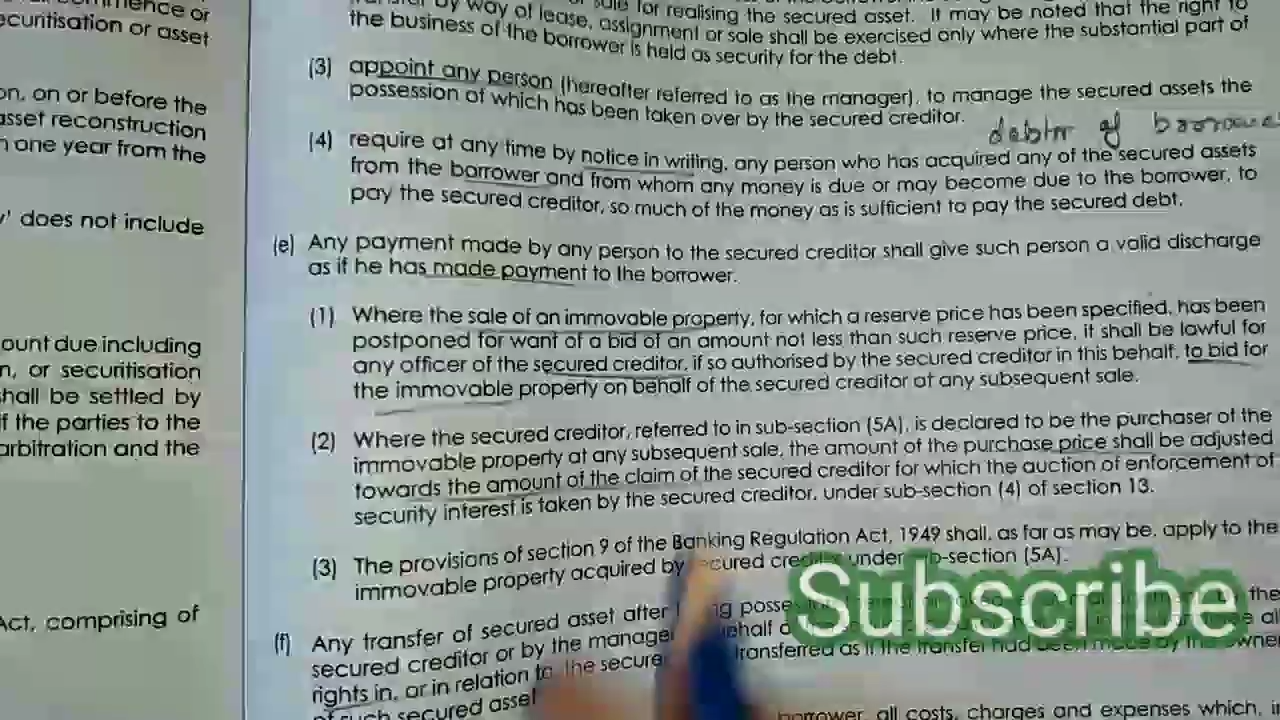 mmence or
ecuritisation or asset
on, on or before the
asset reconstruction
n one year from the
y' does not include
ount due including
n, or securitisation
hall be settled by
if the parties to the
arbitration and the
Act, comprising of
by way of lease, assignment or sale shall be exercised only where the substantial part of
the business of the borrower is held as security for the debt.
(3) appoint any person (hereafter referred to as the manager), to manage the secured assets the
possession of which has been taken over by the secured creditor.
debtor of borrowe
(4) require at any time by notice in writing, any person who has acquired any of the secured assets
from the borrower and from whom any money is due or may become due to the borrower, to
pay the secured creditor, so much of the money as is sufficient to pay the secured debt.
(e) Any payment made by any person to the secured creditor shall give such person a valid discharge
as if he has made payment to the borrower.
(1) Where the sale of an immovable property, for which a reserve price has been specified, has been
postponed for want of a bid of an amount not less than such reserve price, it shall be lawful for
any officer of the secured creditor, if so authorised by the secured creditor in this behalf, to bid for
the immovable property on behalf of the secured creditor at any subsequent sale.
(2) Where the secured creditor, referred to in sub-section (5A), is declared to be the purchaser of the
immovable property at any subsequent sale, the amount of the purchase price shall be adjusted
towards the amount of the claim of the secured creditor for which the auction of enforcement of
security interest is taken by the secured creditor, under sub-section (4) of section 13.
(3) The provisions of section 9 of the Banking Regulation Act, 1949 shall, as far as may be, apply to the
immovable property acquired by secured creditor under sub-section (5A).
Subscribe
(f) Any transfer of secured asset after
secured creditor or by the manage
rights in, or in relation to, the secure transferred as if the transfer had been made by the owner
of such secured asset
borrower, all costs, charges and expenses which, i